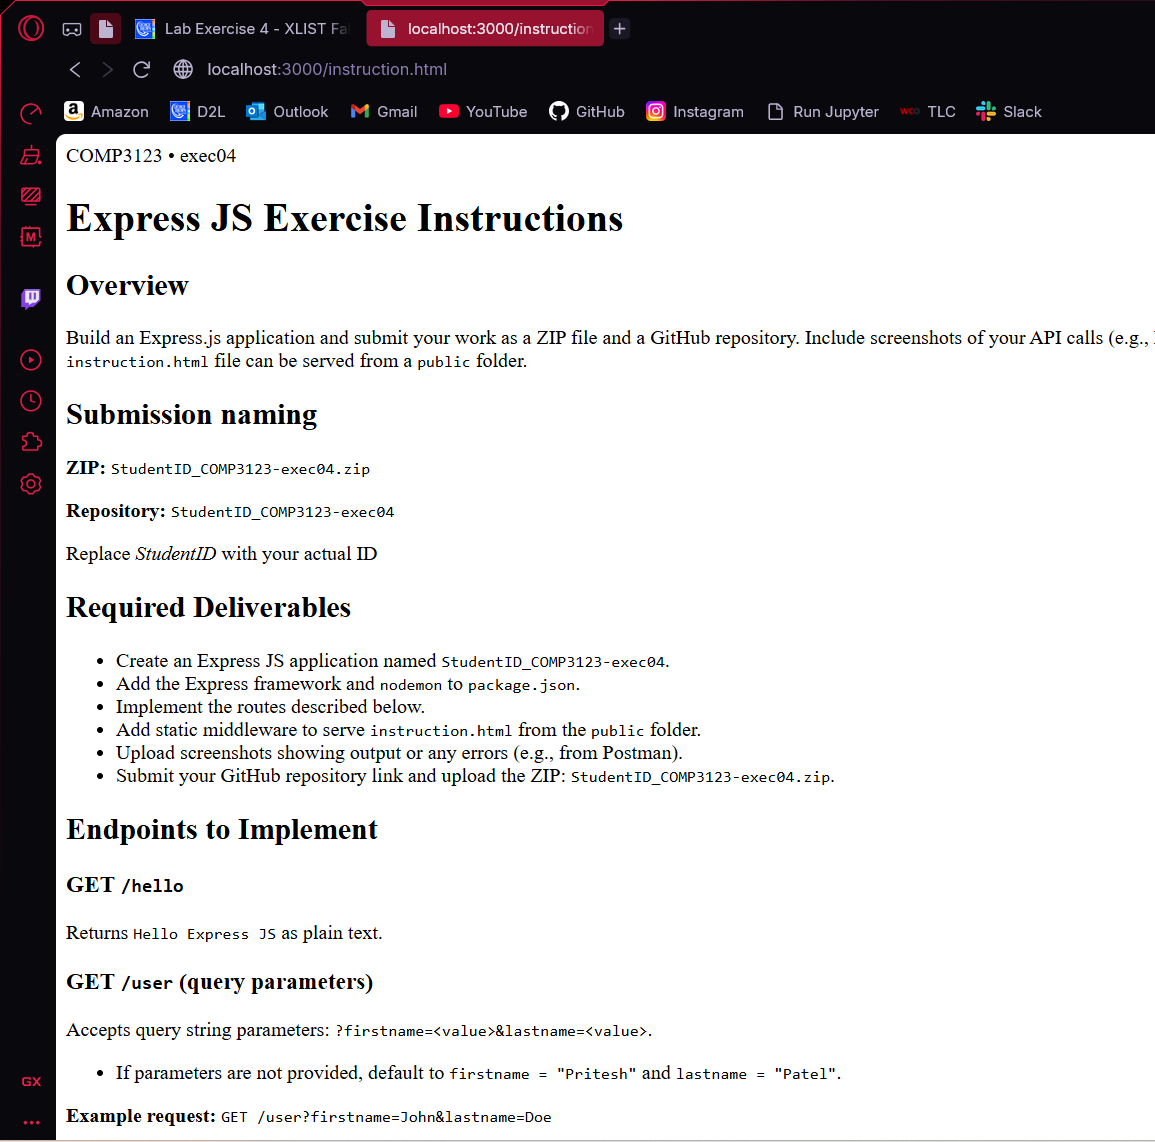 Lab Exercise 4 - XLIST Fa
localhost:3000/instruction
localhost:3000/instruction.html
Amazon D2L Outlook Gmail YouTube GitHub Instagram Run Jupyter TLC Slack
COMP3123 • exec04
Express JS Exercise Instructions
Overview
Build an Express.js application and submit your work as a ZIP file and a GitHub repository. Include screenshots of your API calls (e.g.,
instruction.html file can be served from a public folder.
Submission naming
ZIP: StudentID_COMP3123-exec04.zip
Repository: StudentID_COMP3123-exec04
Replace StudentID with your actual ID
Required Deliverables
• Create an Express JS application named StudentID_COMP3123-exec04.
• Add the Express framework and nodemon to package.json.
• Implement the routes described below.
• Add static middleware to serve instruction.html from the public folder.
• Upload screenshots showing output or any errors (e.g., from Postman).
• Submit your GitHub repository link and upload the ZIP: StudentID_COMP3123-exec04.zip.
Endpoints to Implement
GET /hello
Returns Hello Express JS as plain text.
GET /user (query parameters)
Accepts query string parameters: ?firstname=<value>&lastname=<value>.
• If parameters are not provided, default to firstname = "Pritesh" and lastname = "Patel".
Example request: GET /user?firstname=John&lastname=Doe
GX